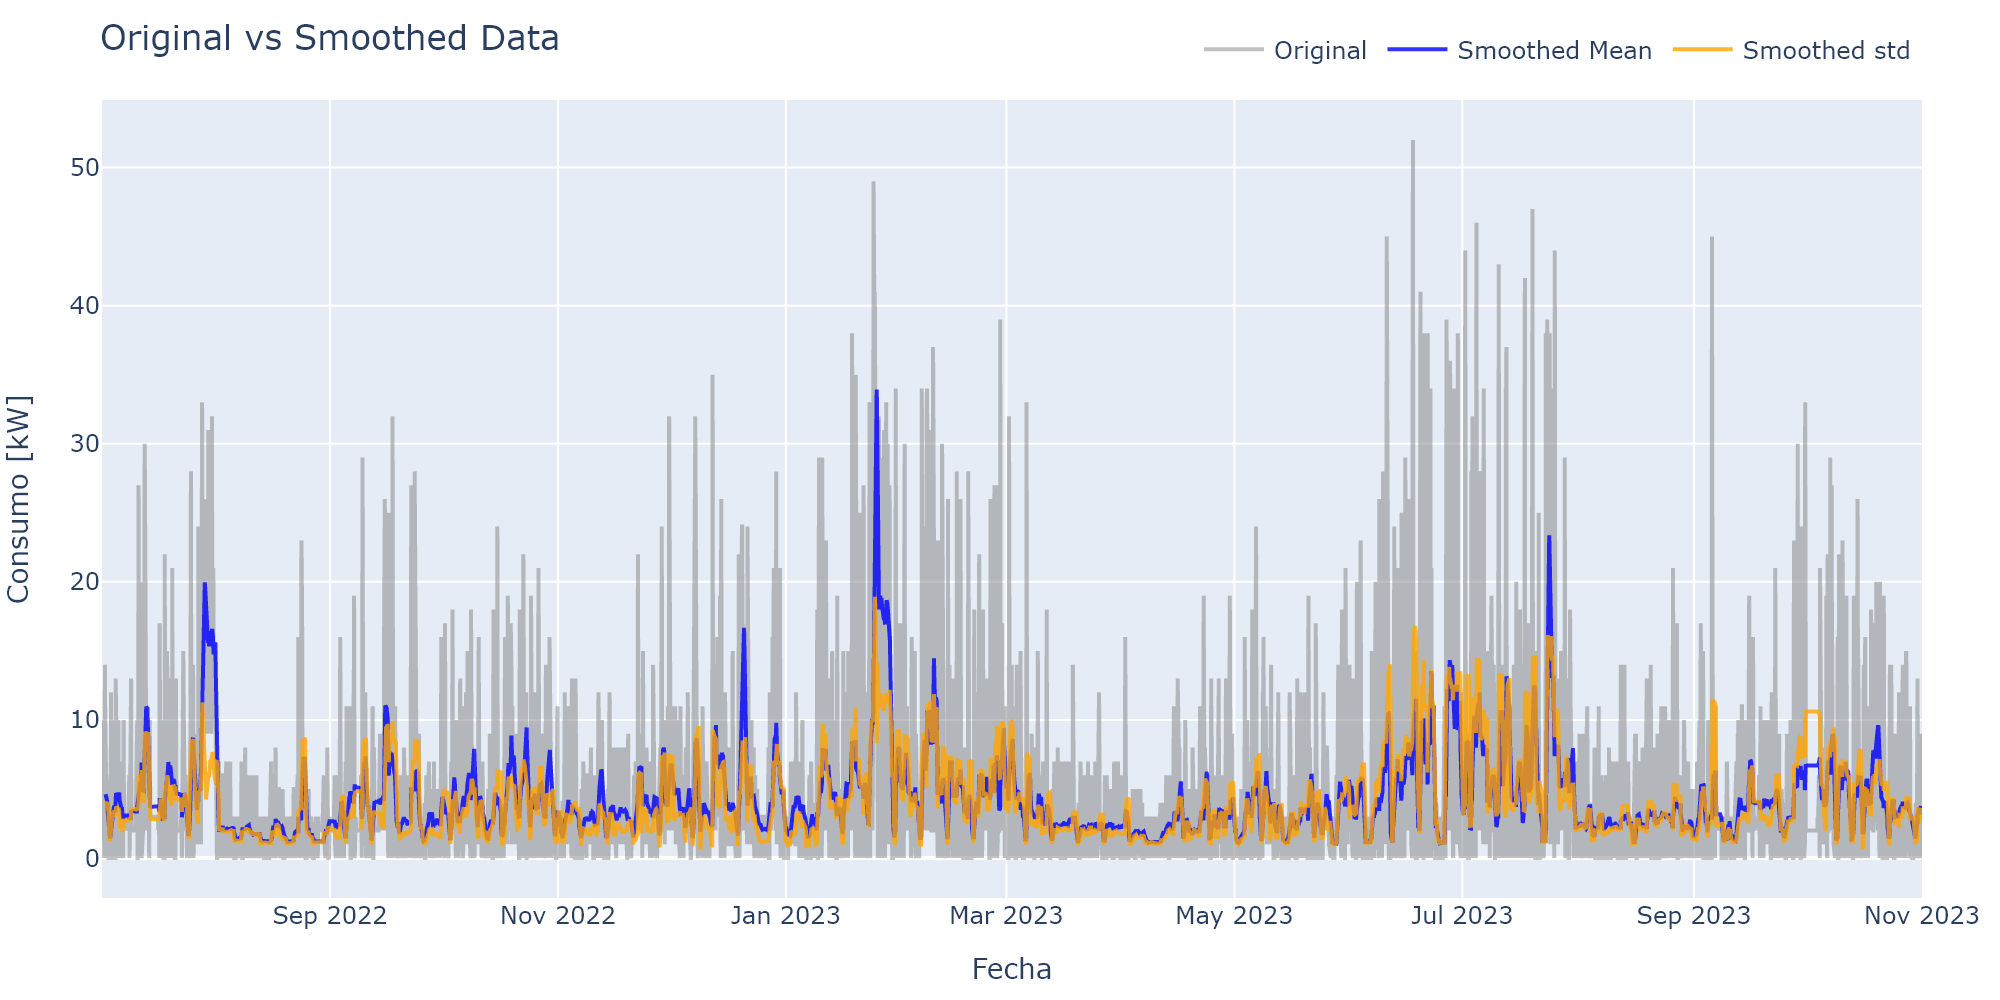 Original vs Smoothed Data
Original
Smoothed Mean
Smoothed std
Consumo [kW]
50
40
30
20
10
0
Sep 2022
Nov 2022
Jan 2023
Mar 2023
May 2023
Jul 2023
Sep 2023
Nov 2023
Fecha